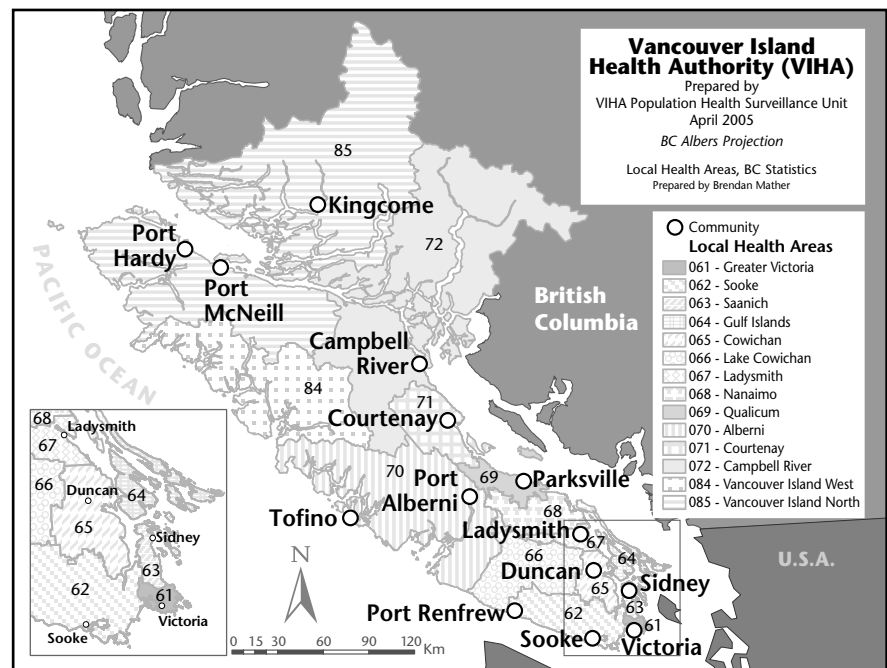 Vancouver Island
Health Authority (VIHA)
Prepared by
VIHA Population Health Surveillance Unit
April 2005
BC Albers Projection
Local Health Areas, BC Statistics
Prepared by Brendan Mather
Community
Local Health Areas
061 - Greater Victoria
062 - Sooke
063 - Saanich
064 - Gulf Islands
065 - Cowichan
066 - Lake Cowichan
067 - Ladysmith
068 - Nanaimo
069 - Qualicum
070 - Alberni
071 - Courtenay
072 - Campbell River
084 - Vancouver Island West
085 - Vancouver Island North
85
Kingcome
Port
Hardy
72
Port
McNeill
PACIFIC OCEAN
British
Columbia
Campbell
River
84
71
Courtenay
70
Port
Alberni
69
Parksville
68
Tofino
Ladysmith
67
66
64
Duncan
65
Sidney
63
Port Renfrew
62
61
Sooke
Victoria
U.S.A.
N
0 15 30 60 90 120
Km
68
Ladysmith
67
66
Duncan
64
65
Sidney
63
62
61
Victoria
Sooke